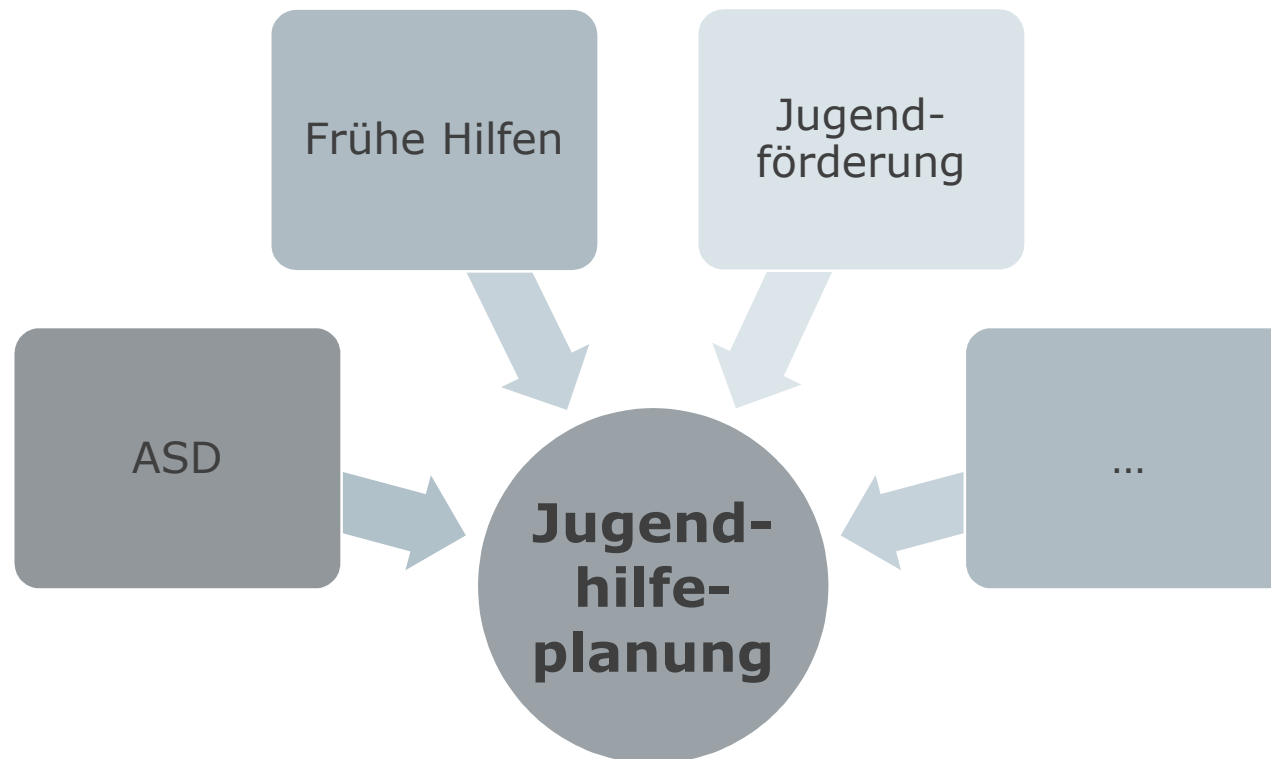 Frühe Hilfen
Jugend-
förderung
ASD
...
Jugend-
hilfe-
planung